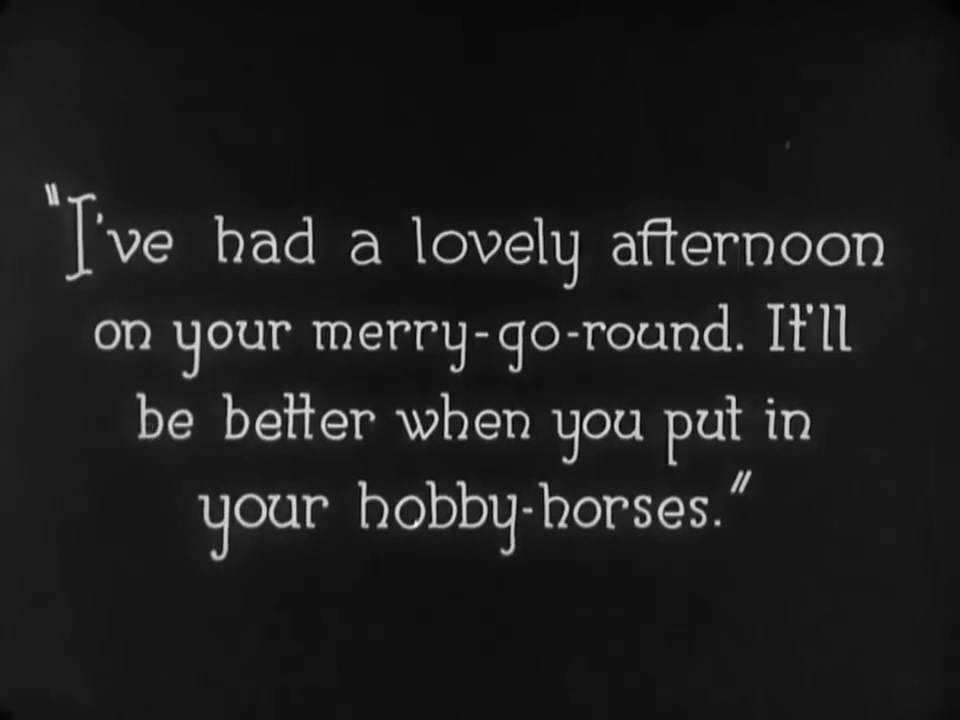 "I've had a lovely afternoon
on your merry-go-round. It'll
be better when you put in
your hobby-horses."